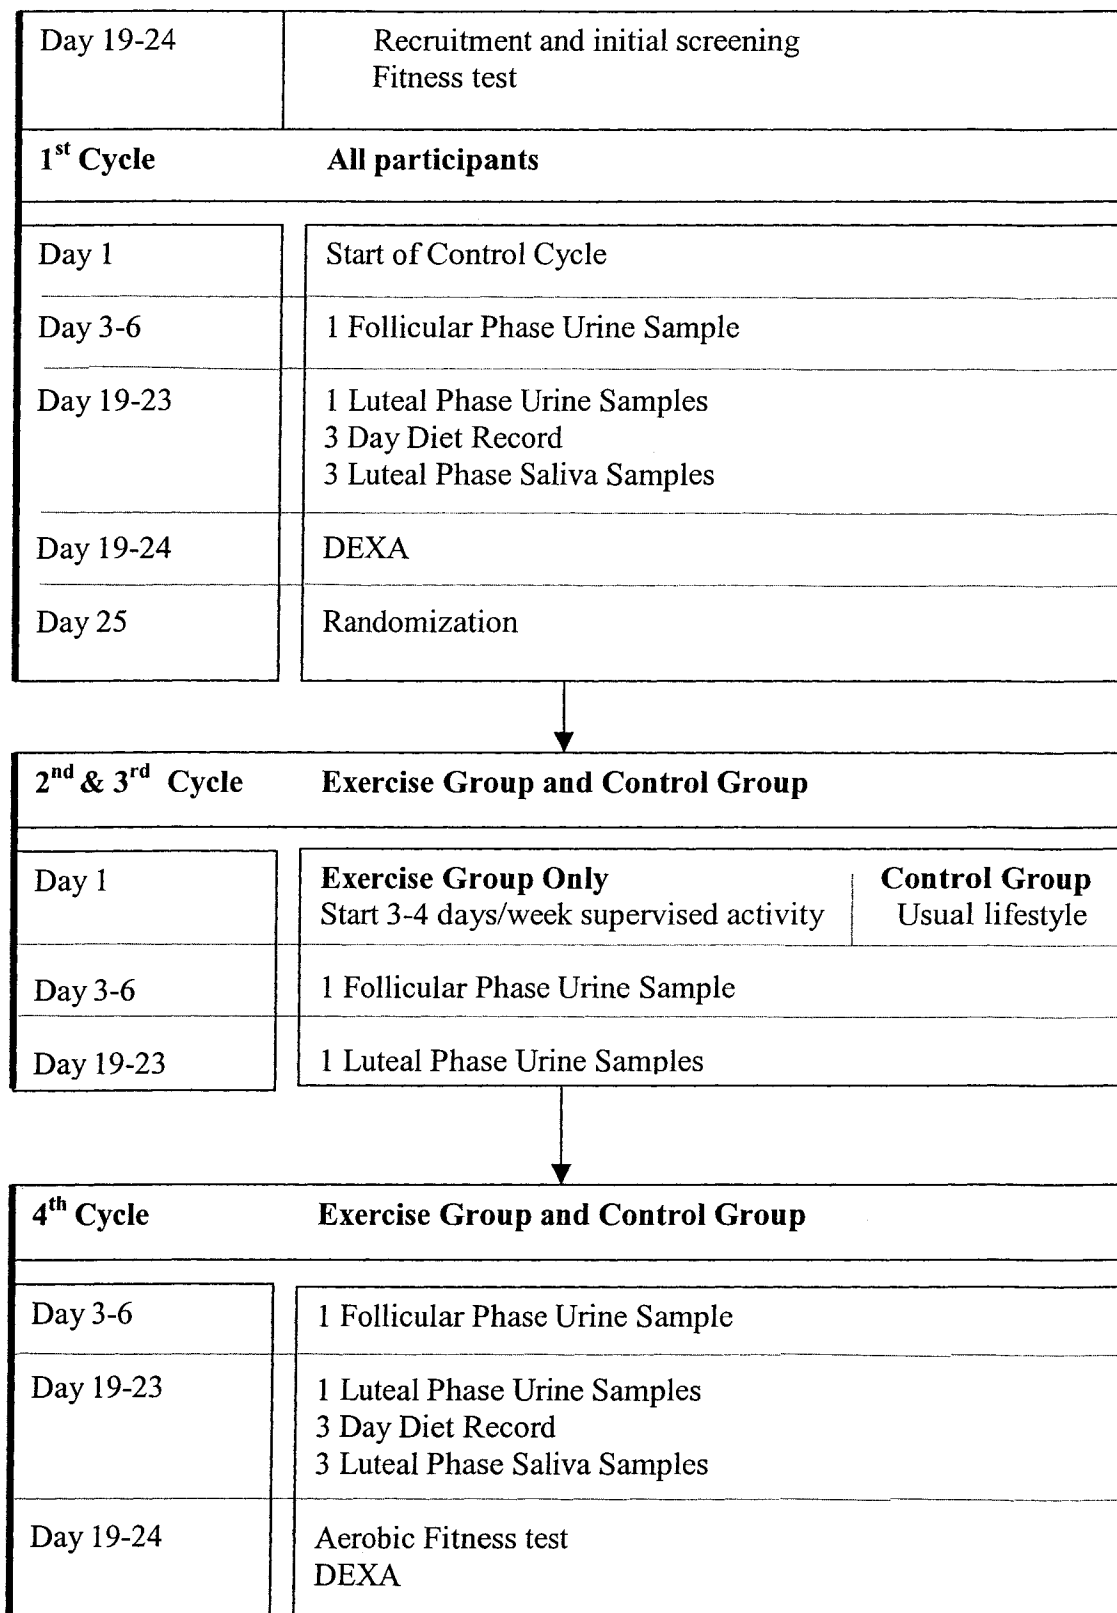 Day 19-24 Recruitment and initial screening
Fitness test
1st Cycle All participants
Day 1 Start of Control Cycle
Day 3-6 1 Follicular Phase Urine Sample
Day 19-23 1 Luteal Phase Urine Samples
3 Day Diet Record
3 Luteal Phase Saliva Samples
Day 19-24 DEXA
Day 25 Randomization
2nd & 3rd Cycle Exercise Group and Control Group
Day 1 Exercise Group Only Control Group
Start 3-4 days/week supervised activity Usual lifestyle
Day 3-6 1 Follicular Phase Urine Sample
Day 19-23 1 Luteal Phase Urine Samples
4th Cycle Exercise Group and Control Group
Day 3-6 1 Follicular Phase Urine Sample
Day 19-23 1 Luteal Phase Urine Samples
3 Day Diet Record
3 Luteal Phase Saliva Samples
Day 19-24 Aerobic Fitness test
DEXA